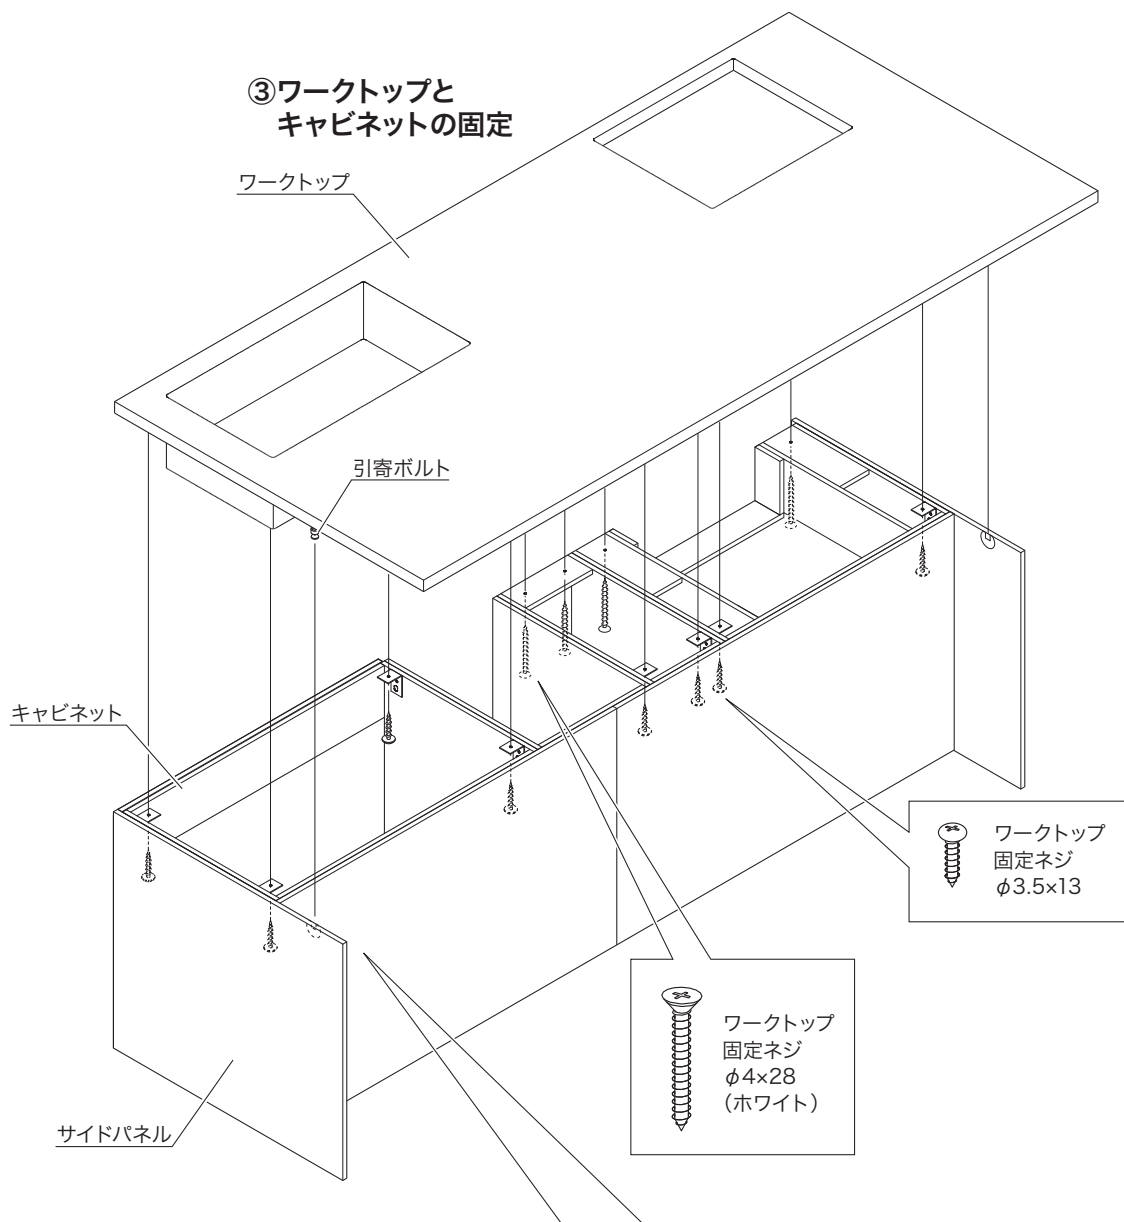 ③ワークトップと
キャビネットの固定
ワークトップ
引寄ボルト
キャビネット
ワークトップ
固定ネジ
φ3.5×13
ワークトップ
固定ネジ
φ4×28
（ホワイト）
サイドパネル